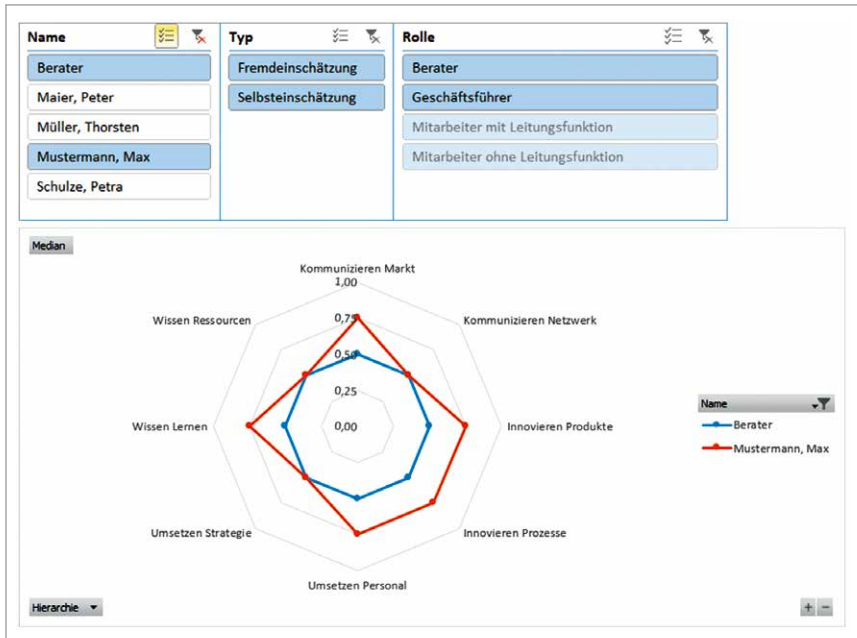 Name
Berater
Maier, Peter
Müller, Thorsten
Mustermann, Max
Schulze, Petra
Typ
Fremdeinschätzung
Selbsteinschätzung
Rolle
Berater
Geschäftsführer
Mitarbeiter mit Leitungsfunktion
Mitarbeiter ohne Leitungsfunktion
Median
Kommunizieren Markt
1,00
0,75
0,50
0,25
0,00
Wissen Ressourcen
Kommunizieren Netzwerk
Wissen Lernen
Innovieren Produkte
Umsetzen Strategie
Innovieren Prozesse
Umsetzen Personal
Name
Berater
Mustermann, Max
Hierarchie
+ −